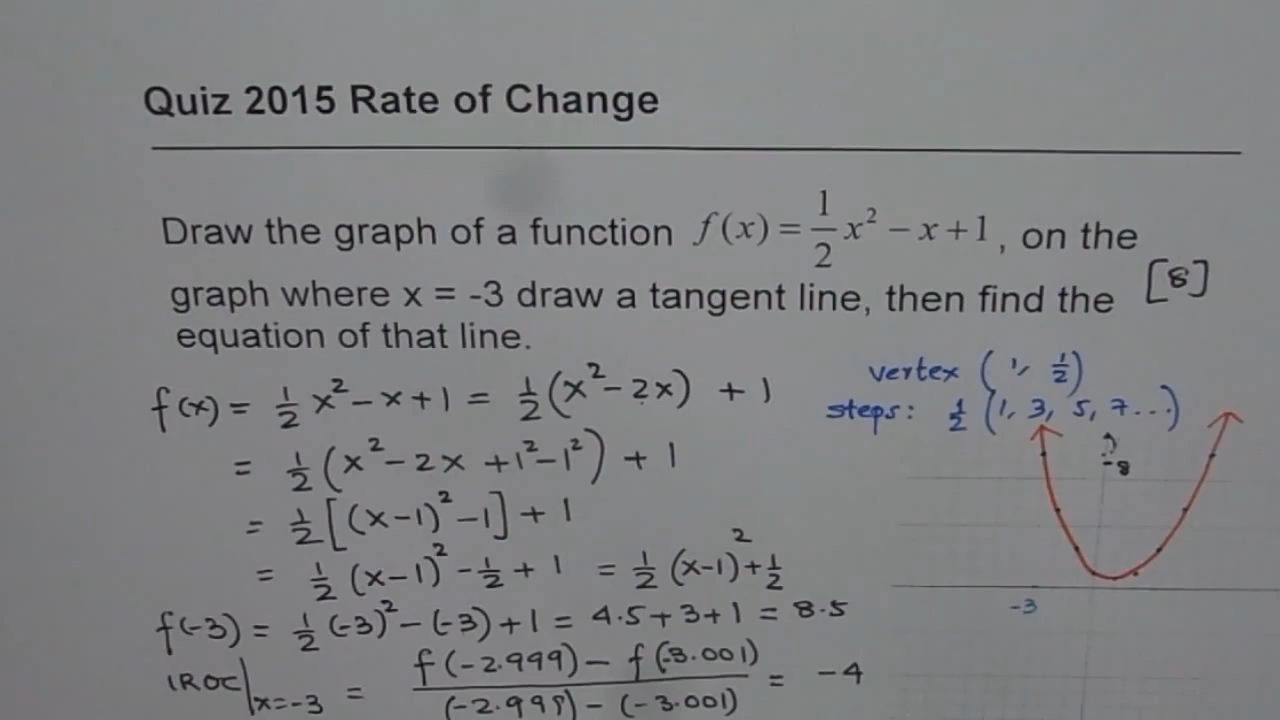 Quiz 2015 Rate of Change
Draw the graph of a function f(x) = 1/2 x² − x + 1 , on the
graph where x = -3 draw a tangent line, then find the [8]
equation of that line.
vertex (1, 1/2)
steps: 1/2 (1, 3, 5, 7...)
f(x) = 1/2 x² − x + 1 = 1/2 (x² − 2x) + 1
= 1/2 (x² − 2x + 1² − 1²) + 1
= 1/2 [(x−1)² − 1] + 1
= 1/2 (x−1)² − 1/2 + 1 = 1/2 (x−1)² + 1/2
8
-3
f(-3) = 1/2 (-3)² − (-3) + 1 = 4.5 + 3 + 1 = 8.5
IROC|x=-3 = f(-2.999) − f(-3.001) / (-2.999) − (-3.001) = -4